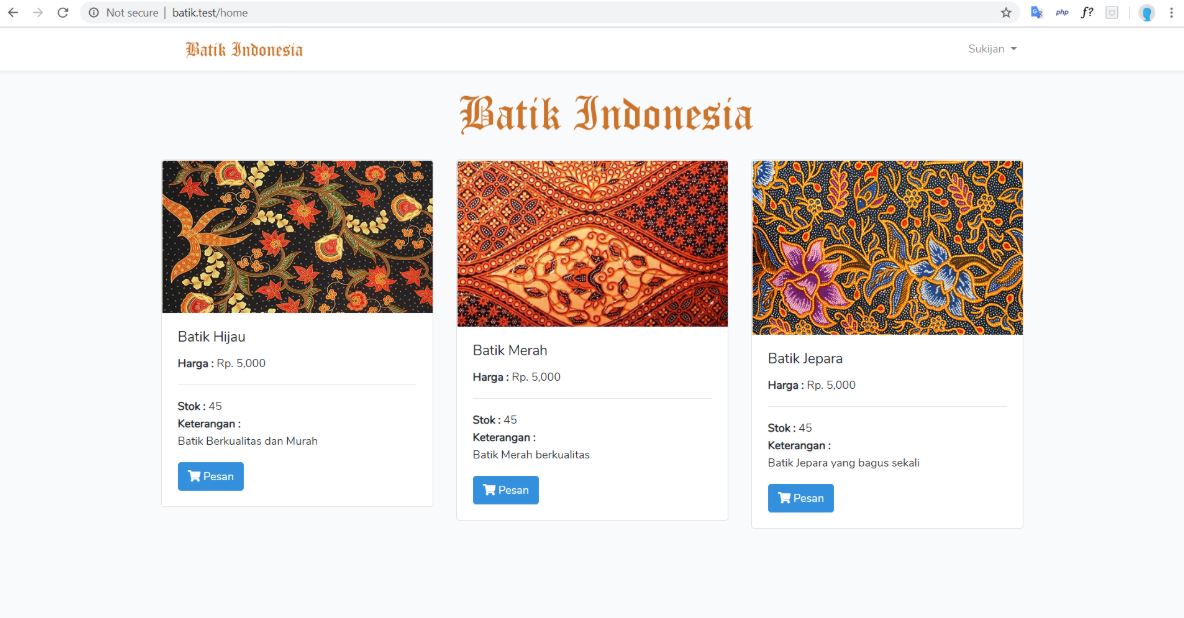 Not secure | batik.test/home
php
f?
Batik Indonesia
Sukijan
Batik Indonesia
Batik Hijau
Harga : Rp. 5,000
Stok : 45
Keterangan :
Batik Berkualitas dan Murah
Pesan
Batik Merah
Harga : Rp. 5,000
Stok : 45
Keterangan :
Batik Merah berkualitas
Pesan
Batik Jepara
Harga : Rp. 5,000
Stok : 45
Keterangan :
Batik Jepara yang bagus sekali
Pesan